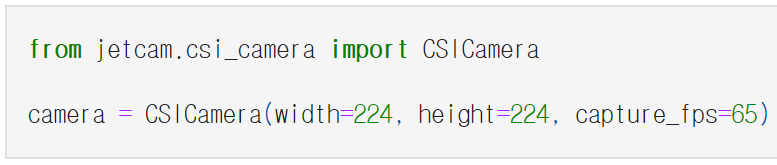 from jetcam.csi_camera import CSICamera
camera = CSICamera(width=224, height=224, capture_fps=65)